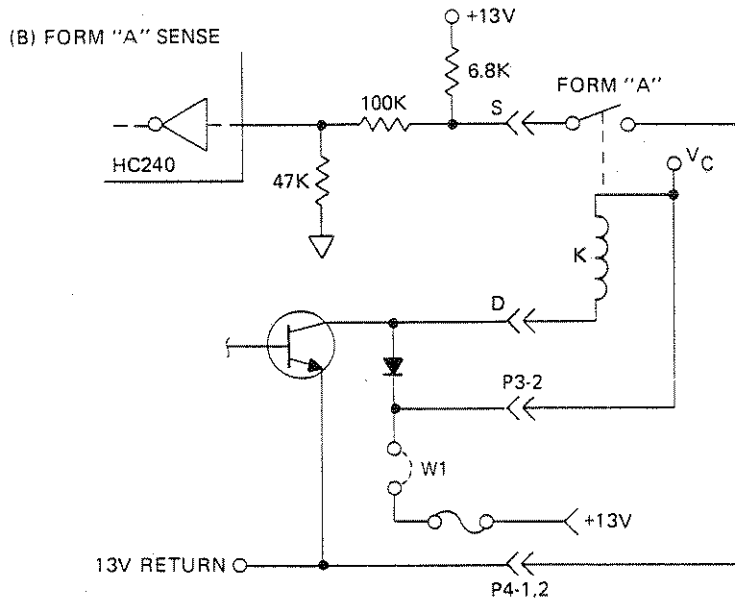 (B) FORM "A" SENSE
+13V
6.8K
FORM "A"
100K
S
HC240
47K
VC
K
D
P3-2
W1
+13V
13V RETURN
P4-1,2